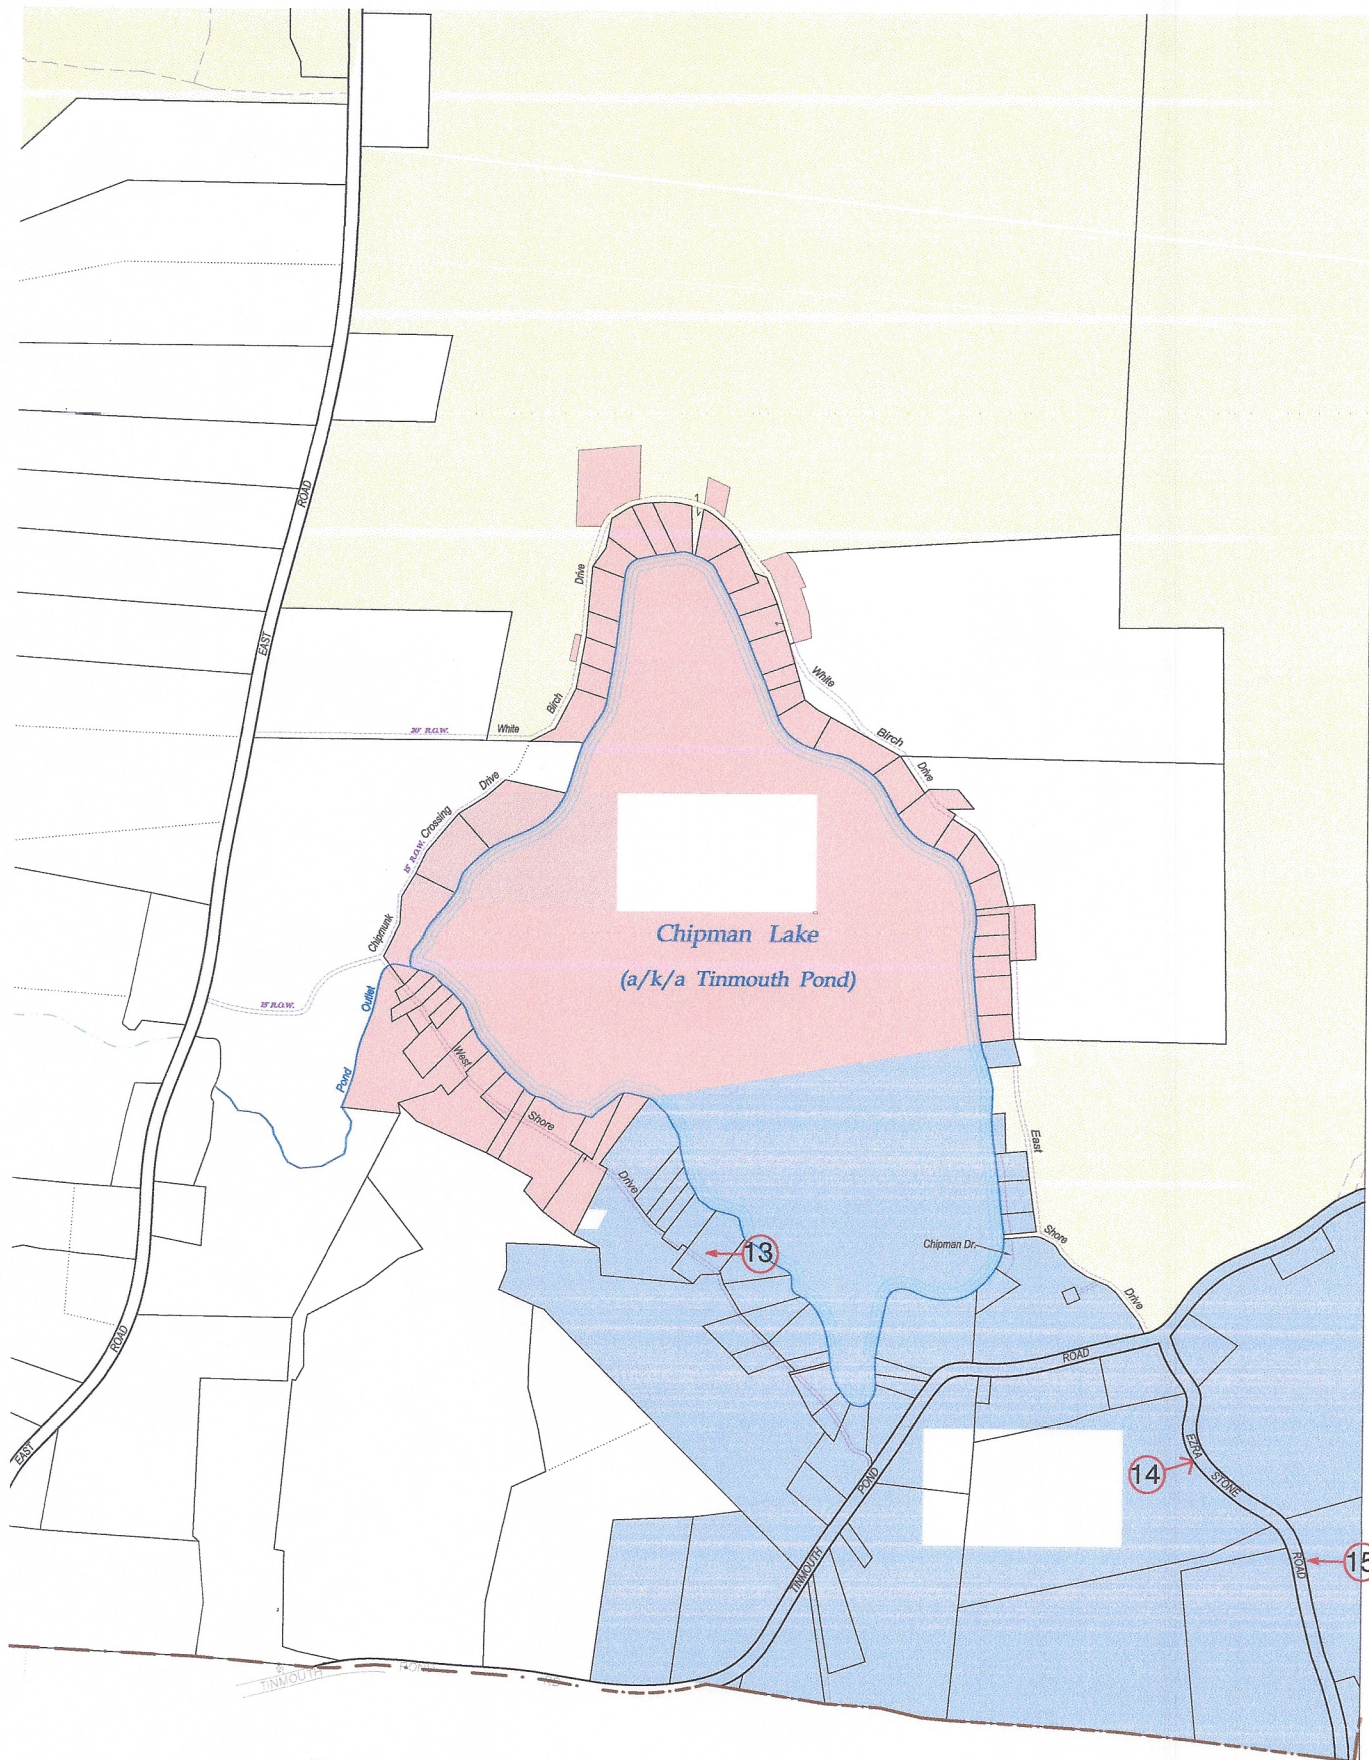 ROAD
EAST
1
Drive
Birch
White
20' R.O.W.
White
Birch
Drive
Drive
Crossing
15' R.O.W.
Chipmunk
15' R.O.W.
Chipman Lake
(a/k/a Tinmouth Pond)
Outlet
Pond
West
Shore
Drive
East
Shore
Drive
Chipman Dr.
13
ROAD
EAST
ROAD
POND
TINMOUTH
EZRA
STONE
ROAD
14
15
TINMOUTH
POND